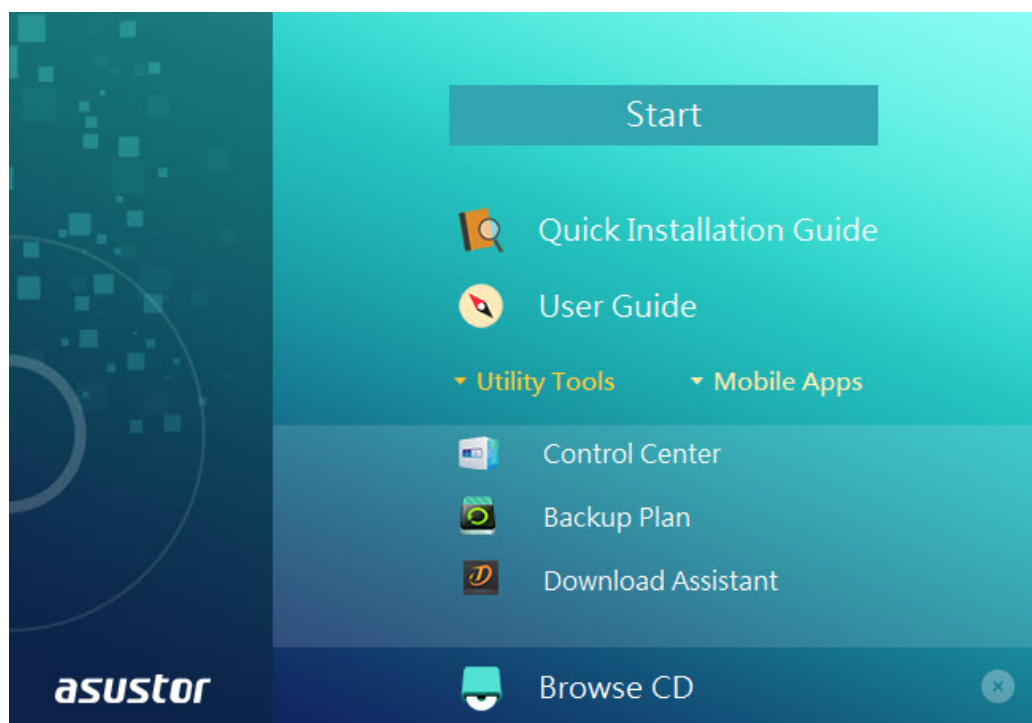 Start
Quick Installation Guide
User Guide
Utility Tools
Mobile Apps
Control Center
Backup Plan
Download Assistant
asustor
Browse CD